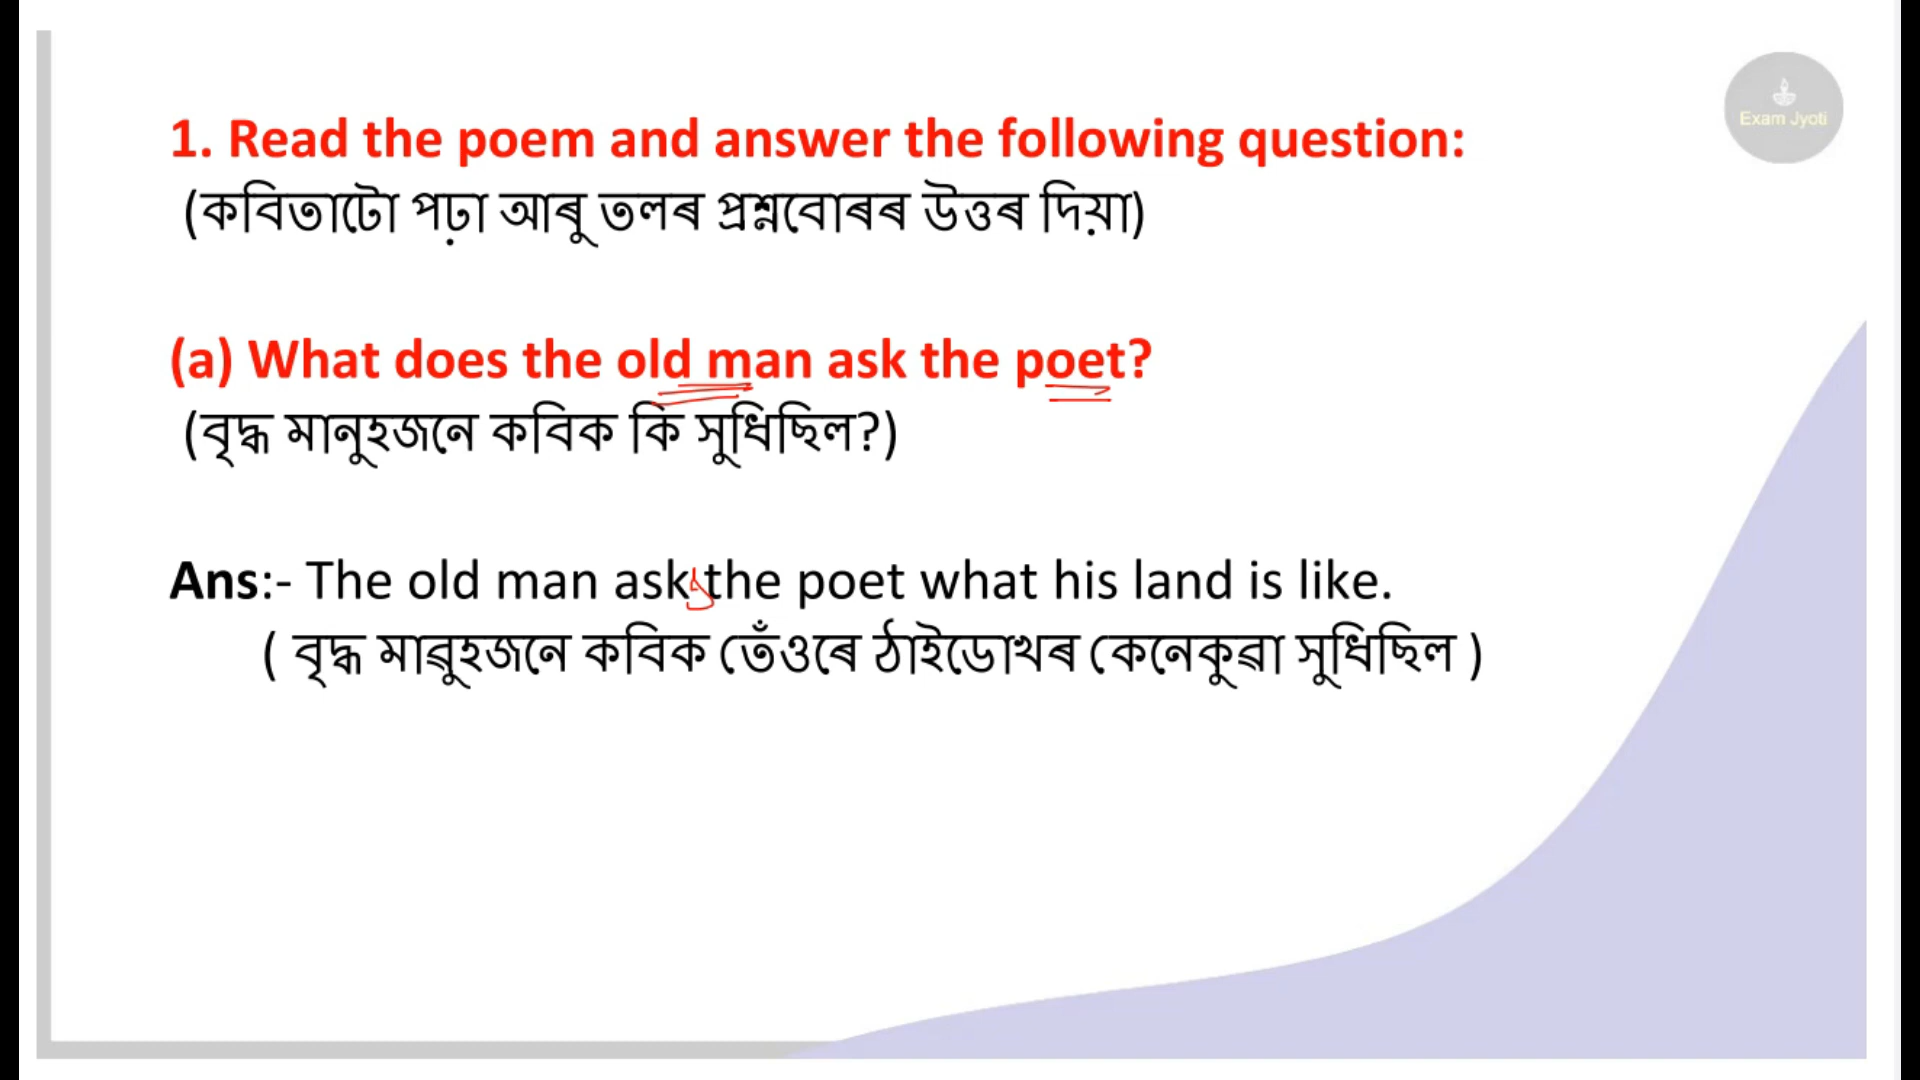 Exam Jyoti
1. Read the poem and answer the following question:
(কবিতাটো পঢ়া আৰু তলৰ প্ৰশ্নবোৰৰ উত্তৰ দিয়া)
(a) What does the old man ask the poet?
(বৃদ্ধ মানুহজনে কবিক কি সুধিছিল?)
Ans:- The old man asks the poet what his land is like.
( বৃদ্ধ মাৱুহজনে কবিক তেঁওৰে ঠাইডোখৰ কেনেকুৱা সুধিছিল )